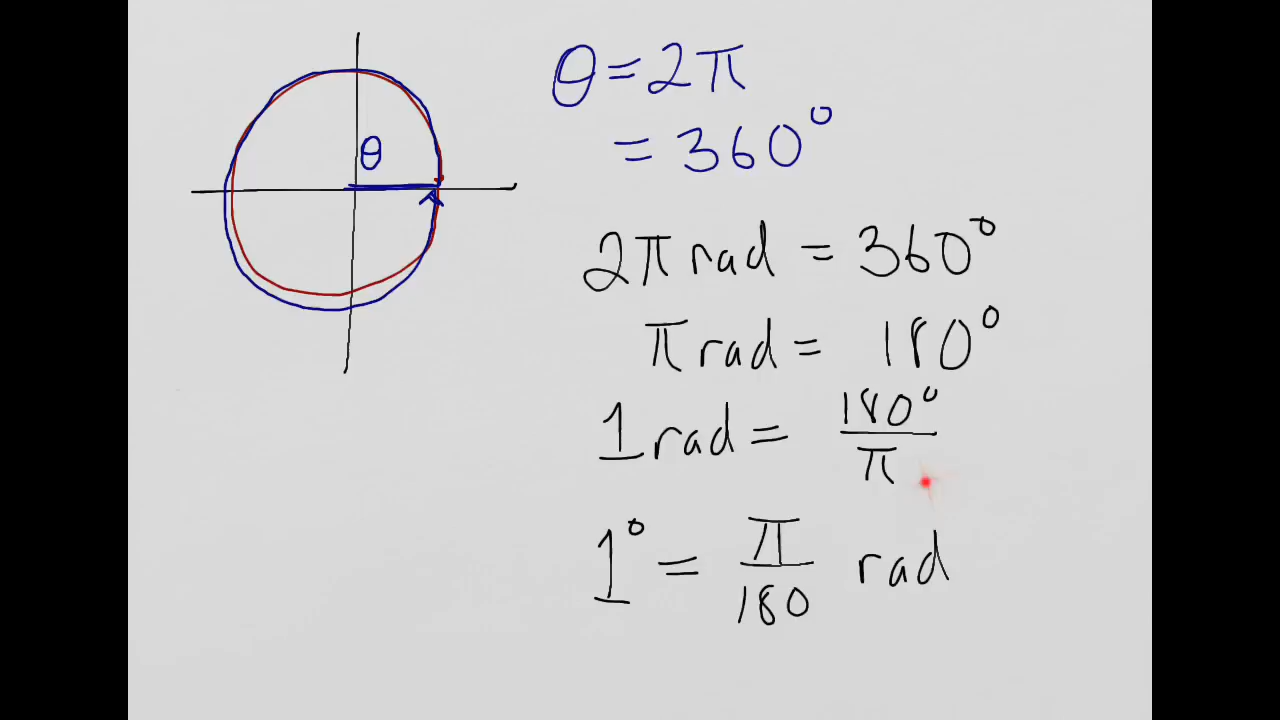 θ
θ = 2π
= 360°
2π rad = 360°
π rad = 180°
1 rad = 180°/π
1° = π/180 rad